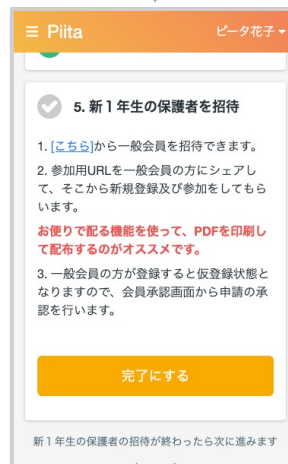 ≡ Piita
ピータ花子▼
5. 新１年生の保護者を招待
1. [こちら]から一般会員を招待できます。
2. 参加用URLを一般会員の方にシェアし
て、そこから新規登録及び参加をしてもら
います。
お便りで配る機能を使って、PDFを印刷し
て配布するのがオススメです。
3. 一般会員の方が登録すると仮登録状態と
なりますので、会員承認画面から申請の承
認を行います。
完了にする
新１年生の保護者の招待が終わったら次に進みます